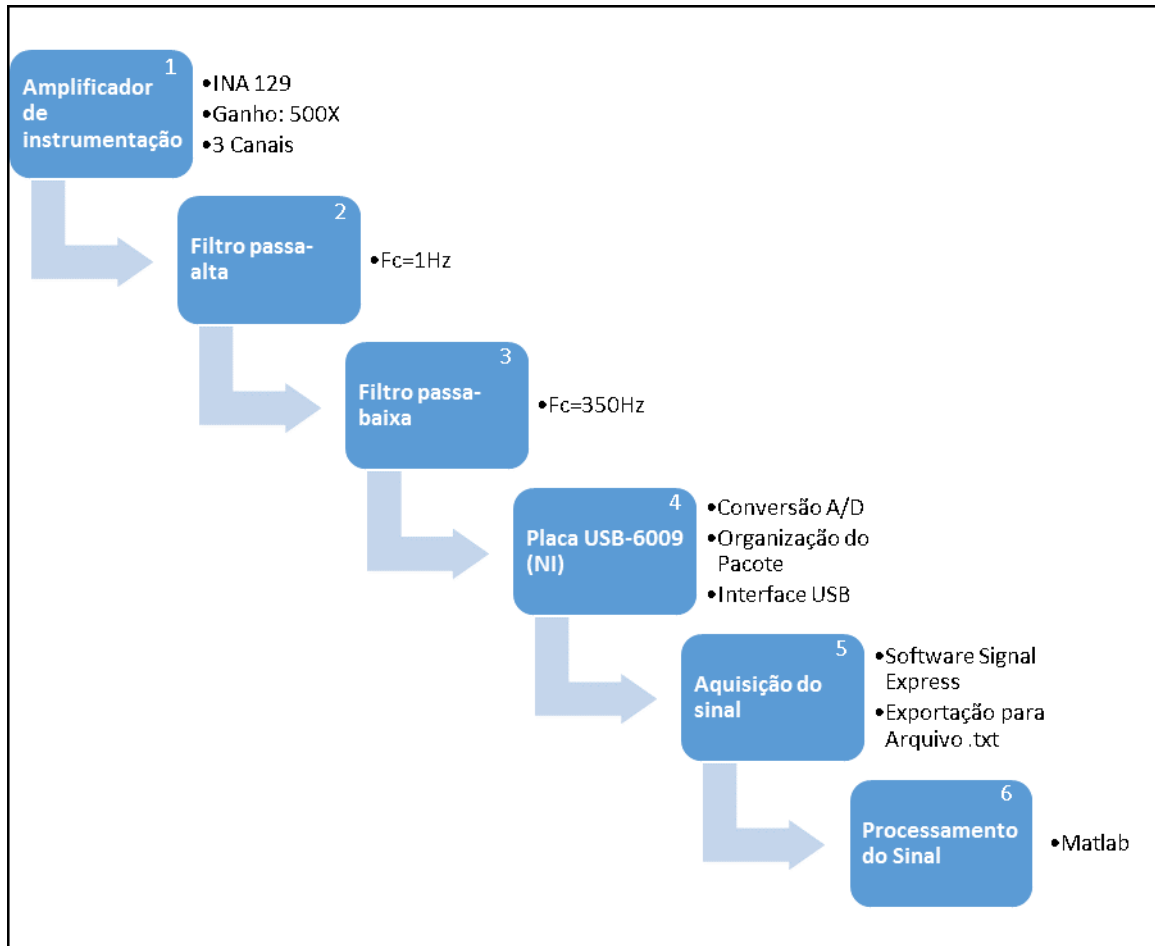 1
Amplificador
de
instrumentação
•INA 129
•Ganho: 500X
•3 Canais
2
Filtro passa-
alta
•Fc=1Hz
3
Filtro passa-
baixa
•Fc=350Hz
4
Placa USB-6009
(NI)
•Conversão A/D
•Organização do
Pacote
•Interface USB
5
Aquisição do
sinal
•Software Signal
Express
•Exportação para
Arquivo .txt
6
Processamento
do Sinal
•Matlab